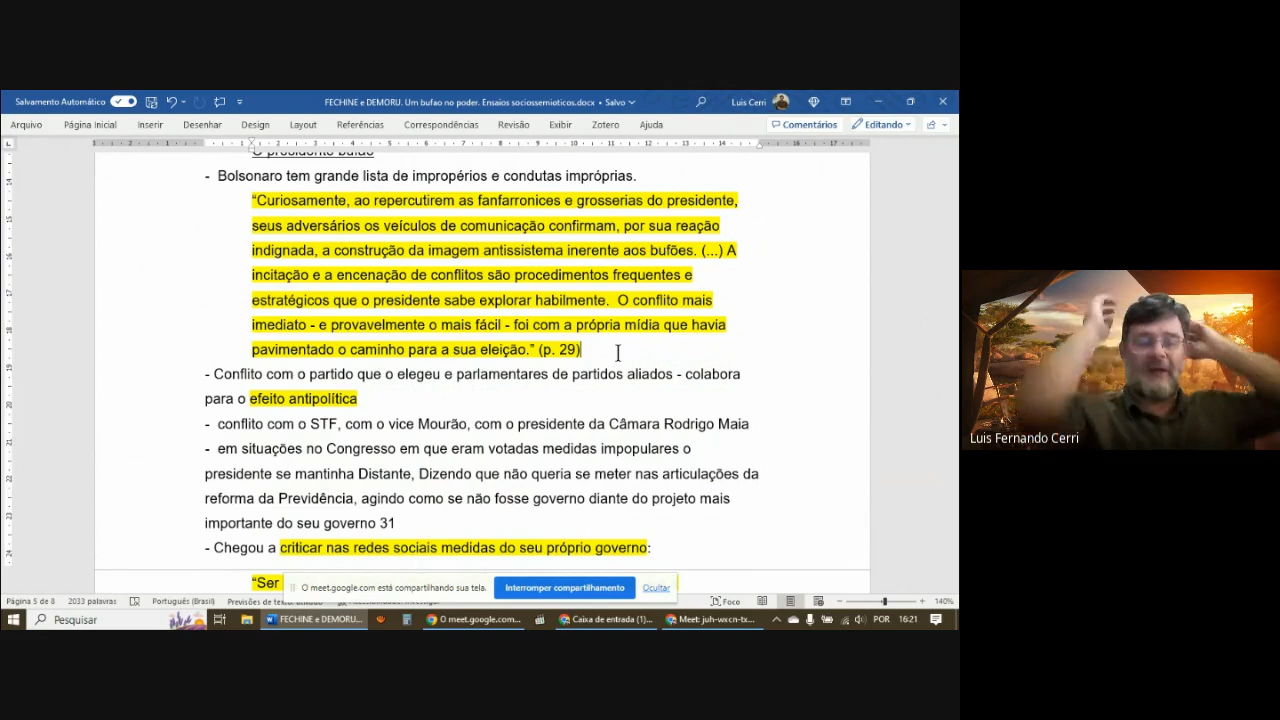 Salvamento Automático
FECHINE e DEMORU. Um bufao no poder. Ensaios sociossemioticos.docx • Salvo
Luis Cerri
Arquivo Página Inicial Inserir Desenhar Design Layout Referências Correspondências Revisão Exibir Zotero Ajuda
Comentários Editando
O presidente bufão
- Bolsonaro tem grande lista de impropérios e condutas impróprias.
“Curiosamente, ao repercutirem as fanfarronices e grosserias do presidente,
seus adversários os veículos de comunicação confirmam, por sua reação
indignada, a construção da imagem antissistema inerente aos bufões. (...) A
incitação e a encenação de conflitos são procedimentos frequentes e
estratégicos que o presidente sabe explorar habilmente. O conflito mais
imediato - e provavelmente o mais fácil - foi com a própria mídia que havia
pavimentado o caminho para a sua eleição.” (p. 29)
- Conflito com o partido que o elegeu e parlamentares de partidos aliados - colabora
para o efeito antipolítica
- conflito com o STF, com o vice Mourão, com o presidente da Câmara Rodrigo Maia
- em situações no Congresso em que eram votadas medidas impopulares o
presidente se mantinha Distante, Dizendo que não queria se meter nas articulações da
reforma da Previdência, agindo como se não fosse governo diante do projeto mais
importante do seu governo 31
- Chegou a criticar nas redes sociais medidas do seu próprio governo:
“Ser
O meet.google.com está compartilhando sua tela.
Interromper compartilhamento
Ocultar
Página 5 de 8 2033 palavras Português (Brasil)
Foco
140%
Pesquisar
FECHINE e DEMORU...
O meet.google.com...
Caixa de entrada (1)...
Meet: juh-wxcn-tx...
POR
16:21
Luis Fernando Cerri